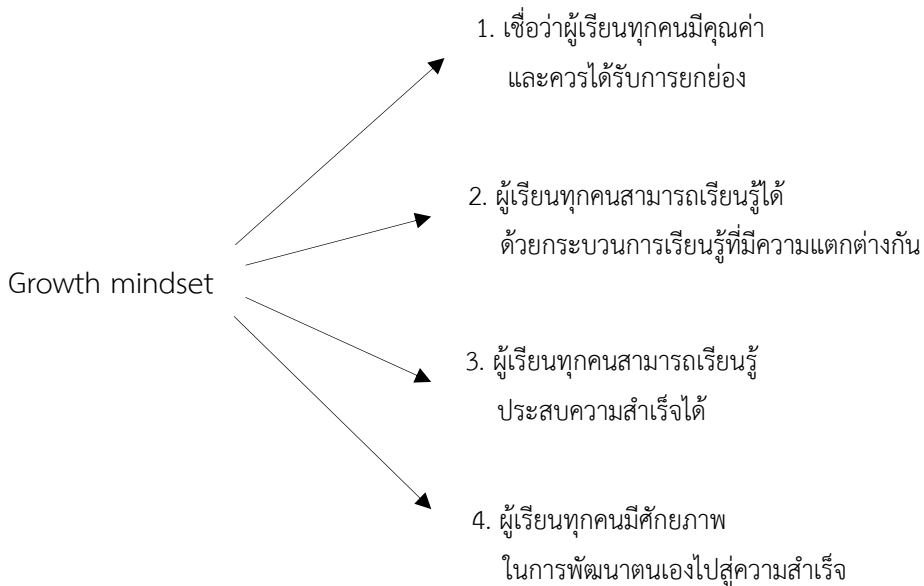 1. เชื่อว่าผู้เรียนทุกคนมีคุณค่า
และควรได้รับการยกย่อง
2. ผู้เรียนทุกคนสามารถเรียนรู้ได้
ด้วยกระบวนการเรียนรู้ที่มีความแตกต่างกัน
Growth mindset
3. ผู้เรียนทุกคนสามารถเรียนรู้
ประสบความสำเร็จได้
4. ผู้เรียนทุกคนมีศักยภาพ
ในการพัฒนาตนเองไปสู่ความสำเร็จ